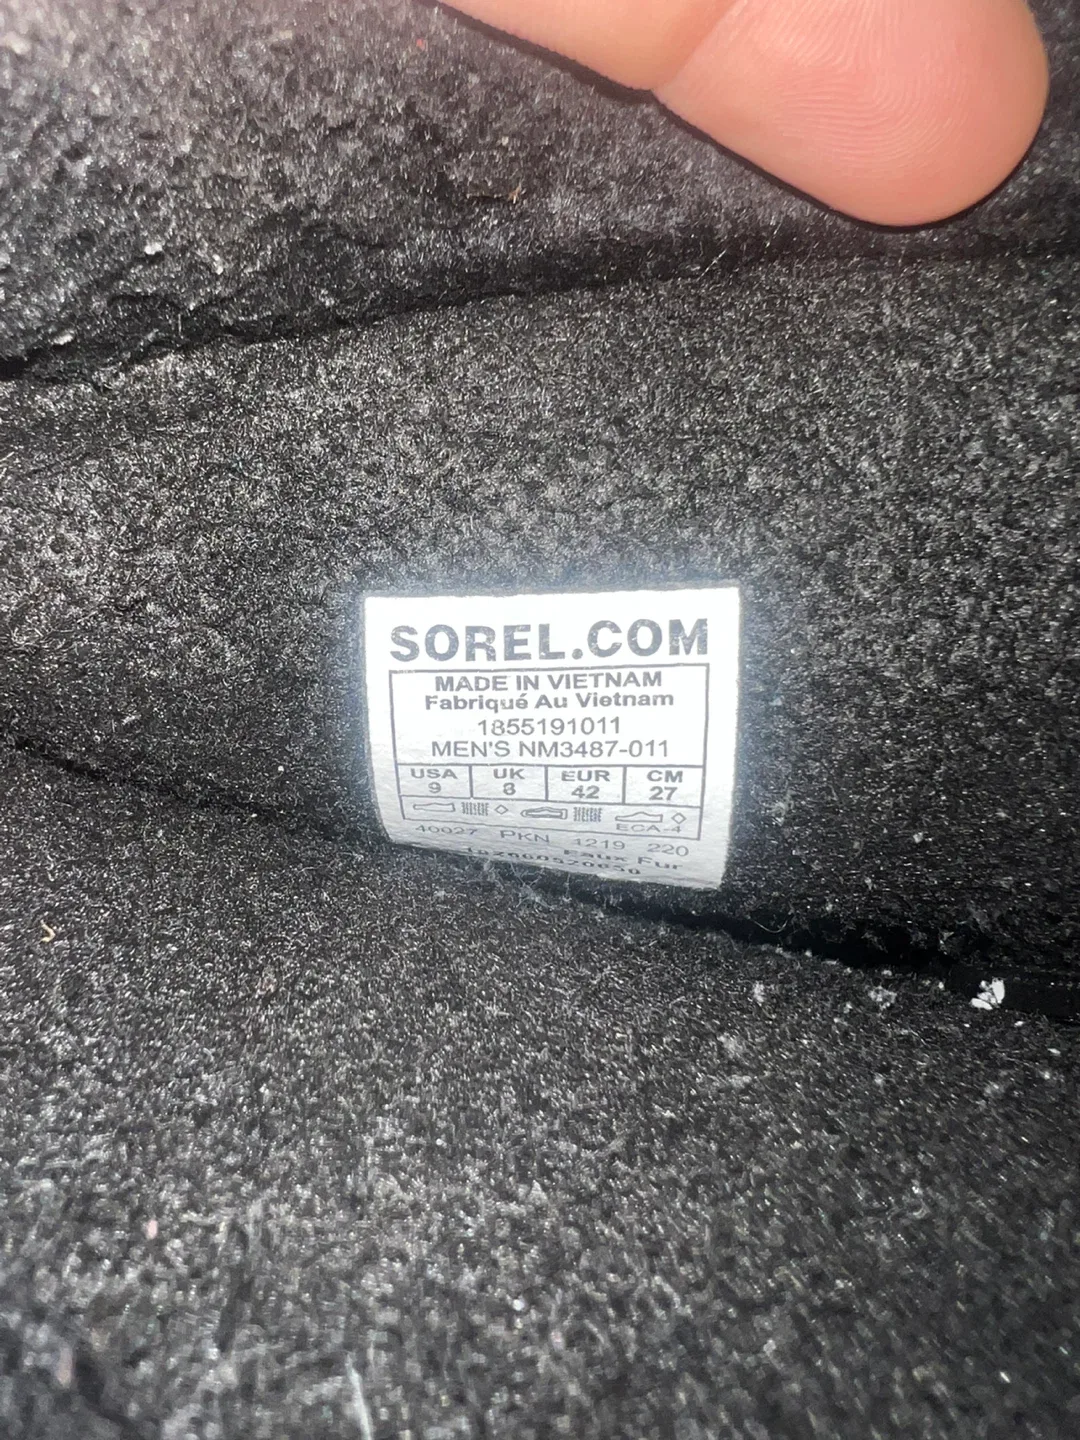 SOREL.COM
MADE IN VIETNAM
Fabriqué Au Vietnam
1855191011
MEN'S NM3487-011
USA UK EUR CM
9 8 42 27
ECA-4
40927 PKN 1219 220
Faux Fur